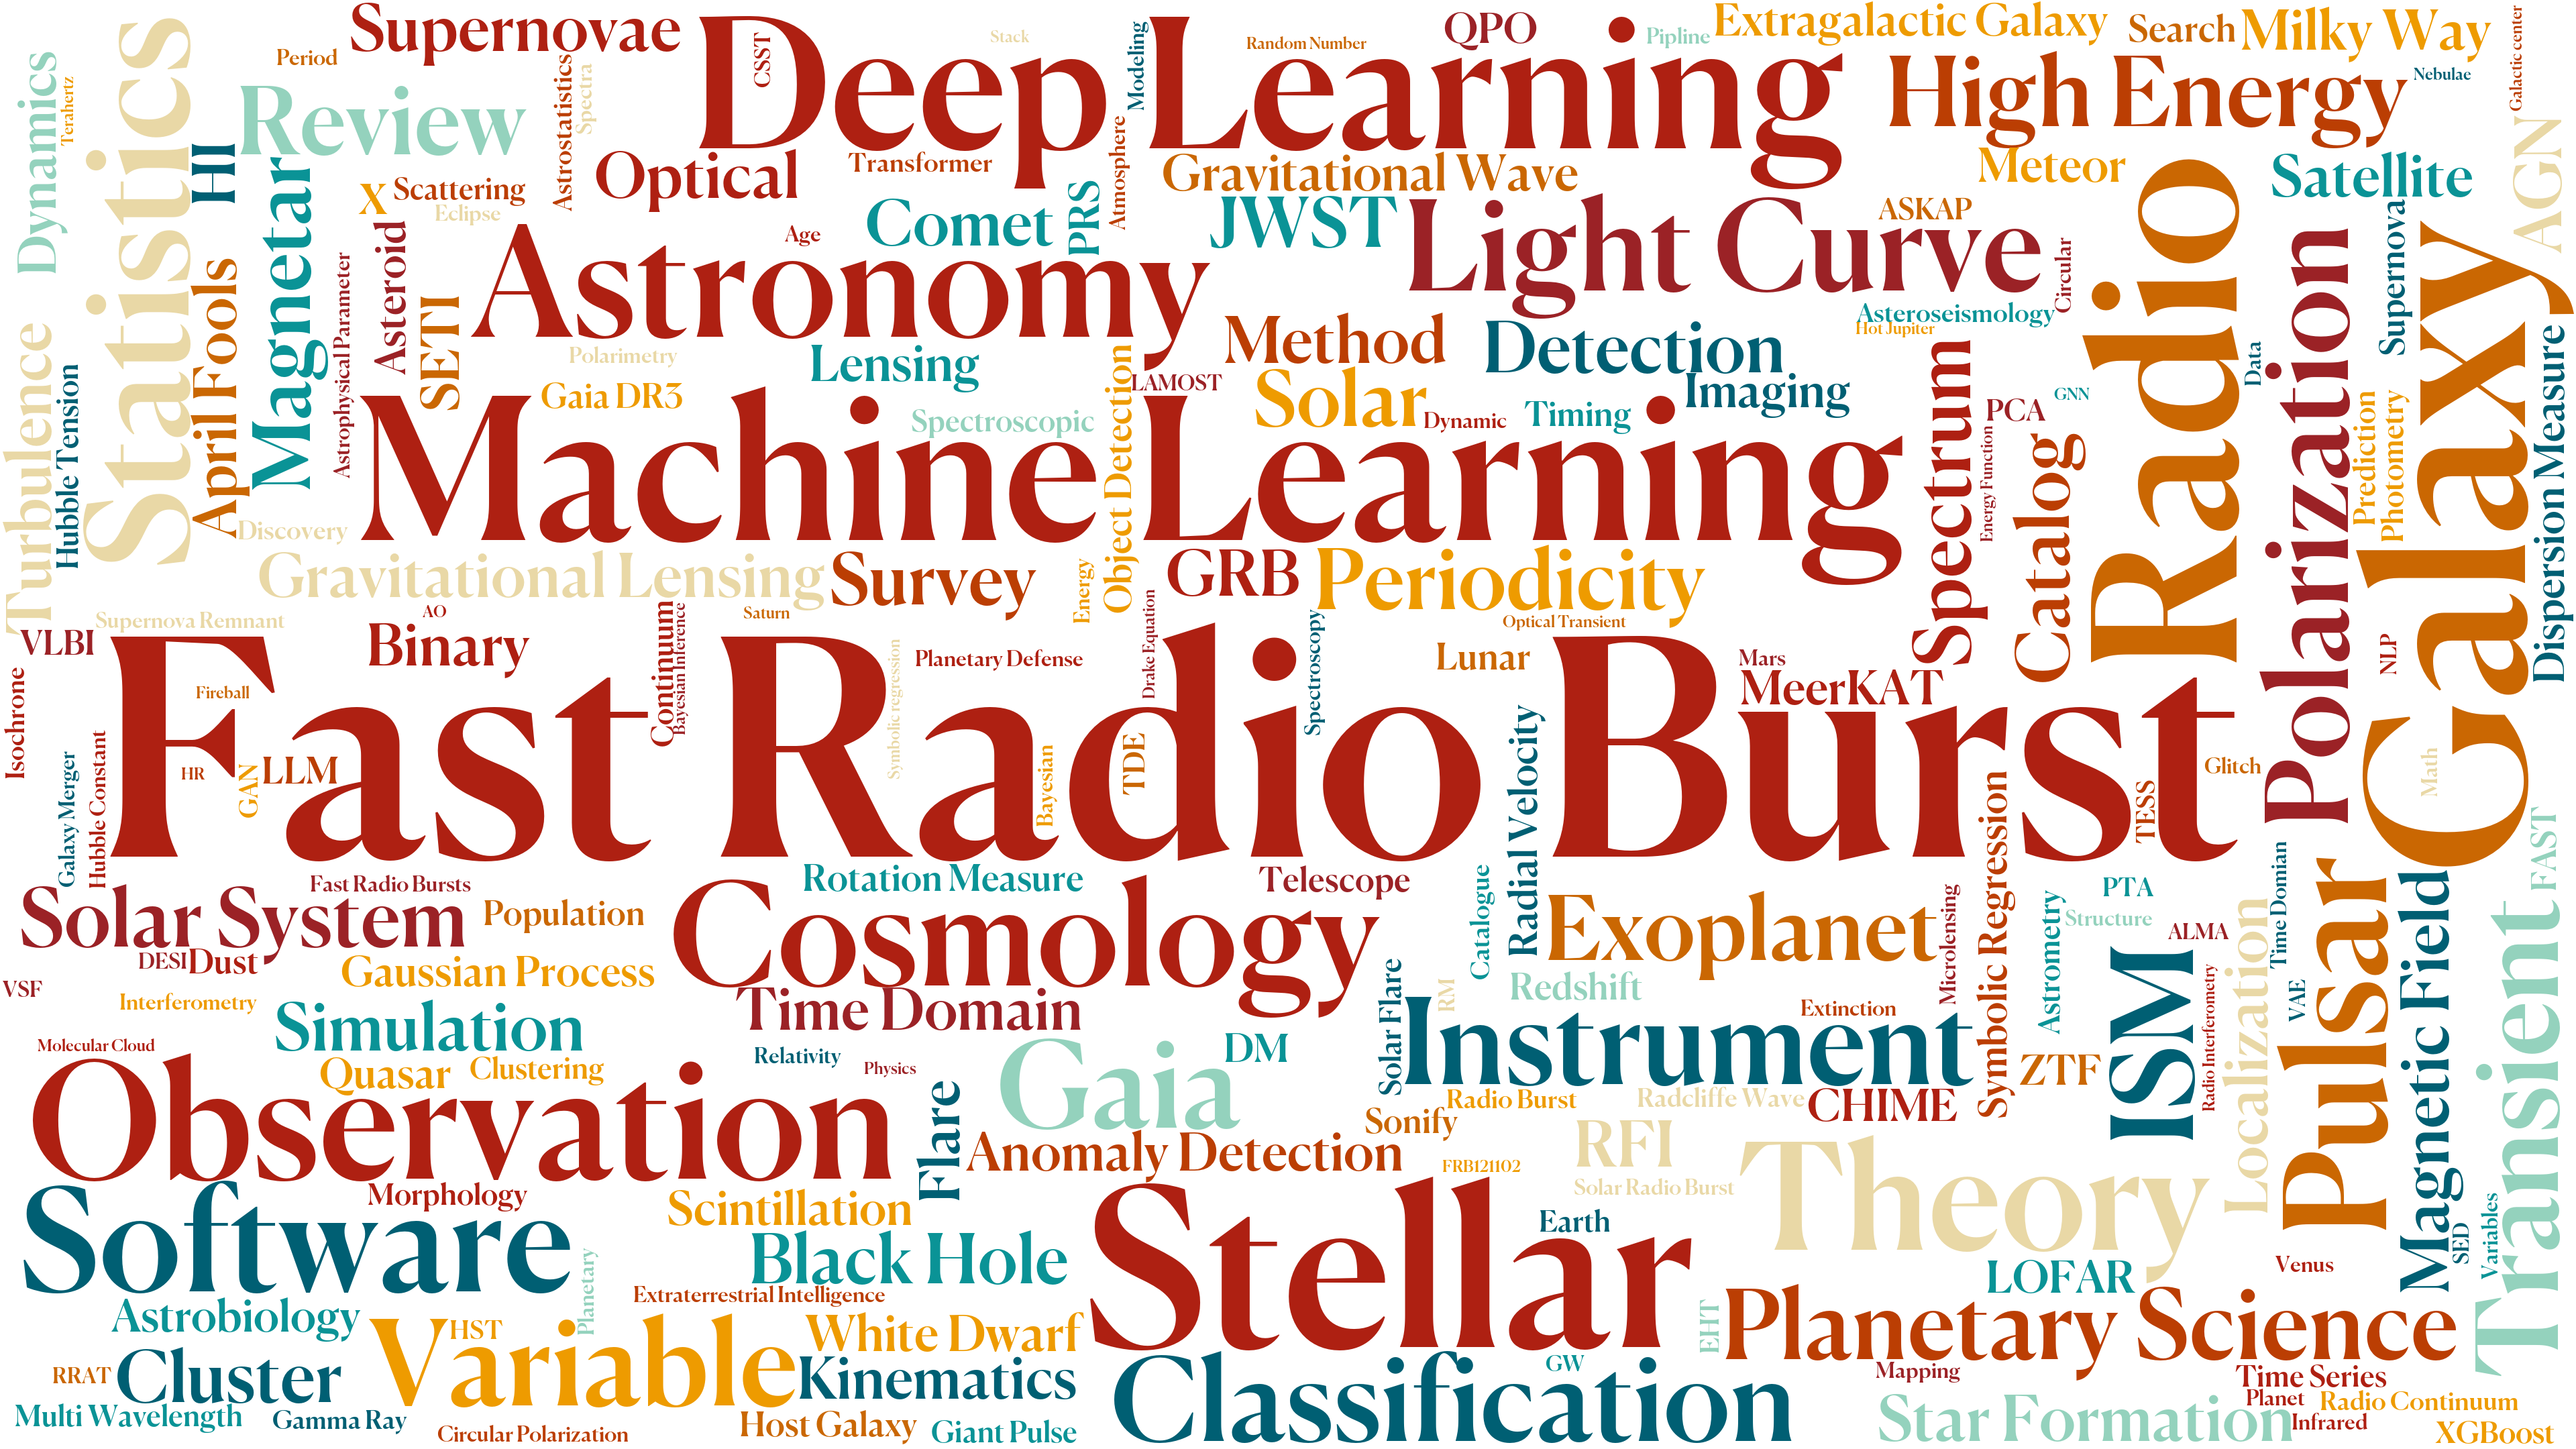 Supernovae
Deep Learning
QPO
Pipline
Extragalactic Galaxy
Search
Milky Way
Galactic center
Stack
CSST
Modeling
Random Number
Period
Dynamics
Terahertz
Statistics
Review
Astrostatistics
Spectra
High Energy
Nebulae
HI
Magnetar
X
Scattering
Eclipse
Optical
Transformer
Atmosphere
Gravitational Wave
Meteor
Satellite
AGN
Comet
PRS
JWST
Light Curve
ASKAP
Radio
Supernova
Galaxy
Age
Astronomy
April Fools
Astrophysical Parameter
Asteroid
SETI
Circular
Asteroseismology
Hot Jupiter
Polarization
Data
Turbulence
Hubble Tension
Polarimetry
Lensing
Method
Detection
Gaia DR3
Object Detection
LAMOST
Solar
Imaging
Dynamic
Timing
Spectrum
PCA
GNN
Prediction
Photometry
Dispersion Measure
Spectroscopic
Machine Learning
Energy Function
Catalog
Discovery
Gravitational Lensing
Survey
Energy
GRB
Periodicity
Supernova Remnant
AO
VLBI
Binary
Continuum
Bayesian Inference
Saturn
Symbolic regression
Planetary Defense
Drake Equation
Spectroscopy
Optical Transient
Lunar
Mars
MeerKAT
NLP
Isochrone
Fireball
Fast Radio Burst
HR
GAN
LLM
Galaxy Merger
Hubble Constant
Bayesian
TDE
Radial Velocity
Symbolic Regression
TESS
Glitch
Math
FAST
Solar System
Fast Radio Bursts
Population
Rotation Measure
Telescope
Cosmology
Catalogue
Exoplanet
Microlensing
Astrometry
PTA
Structure
ALMA
Time Domian
Pulsar
Magnetic Field
Transient
DESI
Dust
VSF
Gaussian Process
Interferometry
Time Domain
Solar Flare
RM
Redshift
Extinction
Instrument
ISM
Radio Interferometry
Localization
VAE
Simulation
Molecular Cloud
Quasar
Clustering
Relativity
Physics
Gaia
DM
ZTF
Observation
Flare
Radio Burst
Radcliffe Wave
CHIME
Sonify
Anomaly Detection
FRB121102
RFI
Solar Radio Burst
Theory
Morphology
Software
Scintillation
Stellar
Earth
SED
Variables
Black Hole
Planetary
Extraterrestrial Intelligence
LOFAR
Venus
Astrobiology
Variable
HST
White Dwarf
EHT
Planetary Science
RRAT
Cluster
Kinematics
Classification
GW
Mapping
Time Series
Planet
Radio Continuum
Multi Wavelength
Gamma Ray
Circular Polarization
Host Galaxy
Giant Pulse
Star Formation
Infrared
XGBoost